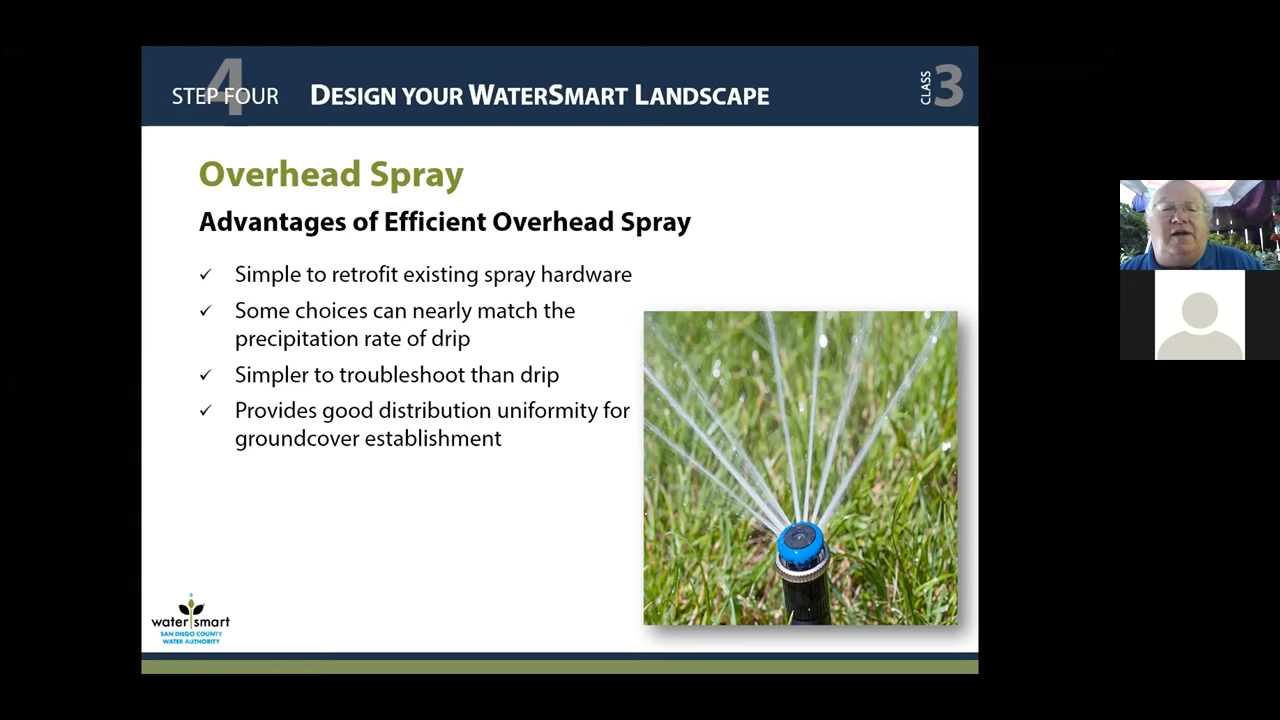 4
STEP FOUR
DESIGN YOUR WATERSMART LANDSCAPE
CLASS 3
Overhead Spray
Advantages of Efficient Overhead Spray
✓ Simple to retrofit existing spray hardware
✓ Some choices can nearly match the
precipitation rate of drip
✓ Simpler to troubleshoot than drip
✓ Provides good distribution uniformity for
groundcover establishment
water smart
SAN DIEGO COUNTY
WATER AUTHORITY